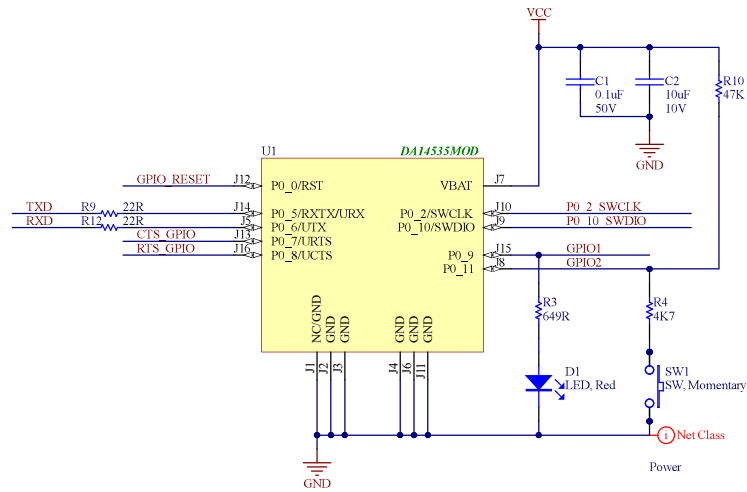 VCC
C1
0.1uF
50V
C2
10uF
10V
R10
47K
GND
U1
DA14535MOD
GPIO_RESET
J12
P0_0/RST
VBAT
J7
TXD
R9
22R
J14
P0_5/RXTX/URX
P0_2/SWCLK
J10
P0_2_SWCLK
RXD
R12
22R
J5
P0_6/UTX
P0_10/SWDIO
J9
P0_10_SWDIO
CTS_GPIO
J13
P0_7/URTS
RTS_GPIO
J16
P0_8/UCTS
P0_9
J15
GPIO1
P0_11
J8
GPIO2
NC/GND
GND
GND
GND
GND
GND
J1
J2
J3
J4
J6
J11
R3
649R
R4
4K7
D1
LED, Red
SW1
SW, Momentary
i
Net Class
Power
GND